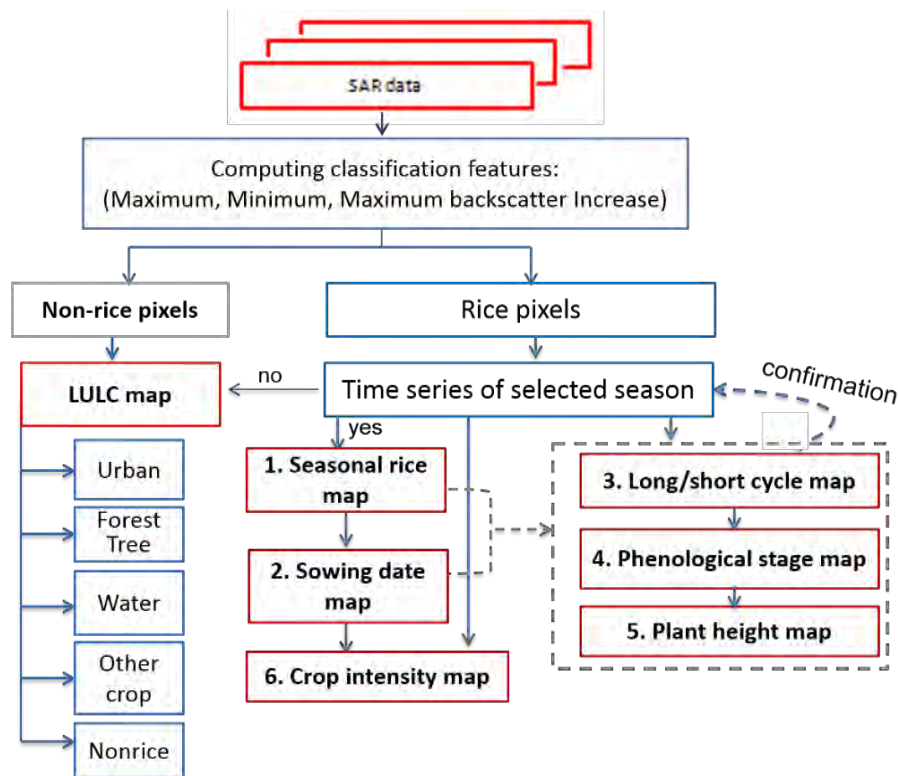 SAR data
Computing classification features:
(Maximum, Minimum, Maximum backscatter Increase)
Non-rice pixels
Rice pixels
LULC map
no
Time series of selected season
confirmation
yes
Urban
Forest
Tree
Water
Other
crop
Nonrice
1. Seasonal rice
map
2. Sowing date
map
6. Crop intensity map
3. Long/short cycle map
4. Phenological stage map
5. Plant height map